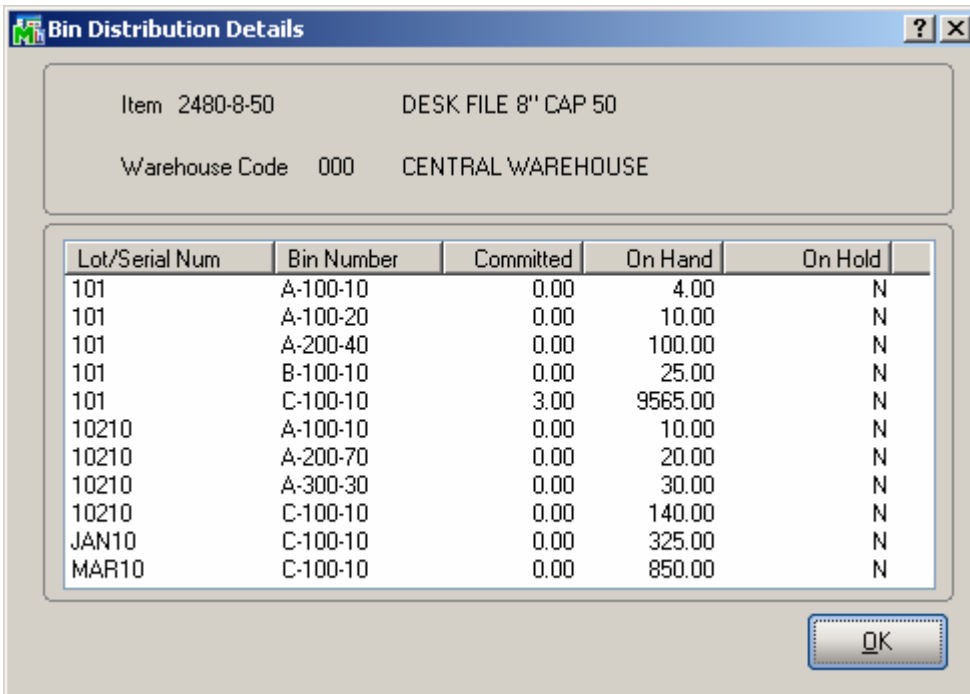 Bin Distribution Details
Item 2480-8-50 DESK FILE 8" CAP 50
Warehouse Code 000 CENTRAL WAREHOUSE
Lot/Serial Num Bin Number Committed On Hand On Hold
101 A-100-10 0.00 4.00 N
101 A-100-20 0.00 10.00 N
101 A-200-40 0.00 100.00 N
101 B-100-10 0.00 25.00 N
101 C-100-10 3.00 9565.00 N
10210 A-100-10 0.00 10.00 N
10210 A-200-70 0.00 20.00 N
10210 A-300-30 0.00 30.00 N
10210 C-100-10 0.00 140.00 N
JAN10 C-100-10 0.00 325.00 N
MAR10 C-100-10 0.00 850.00 N
OK